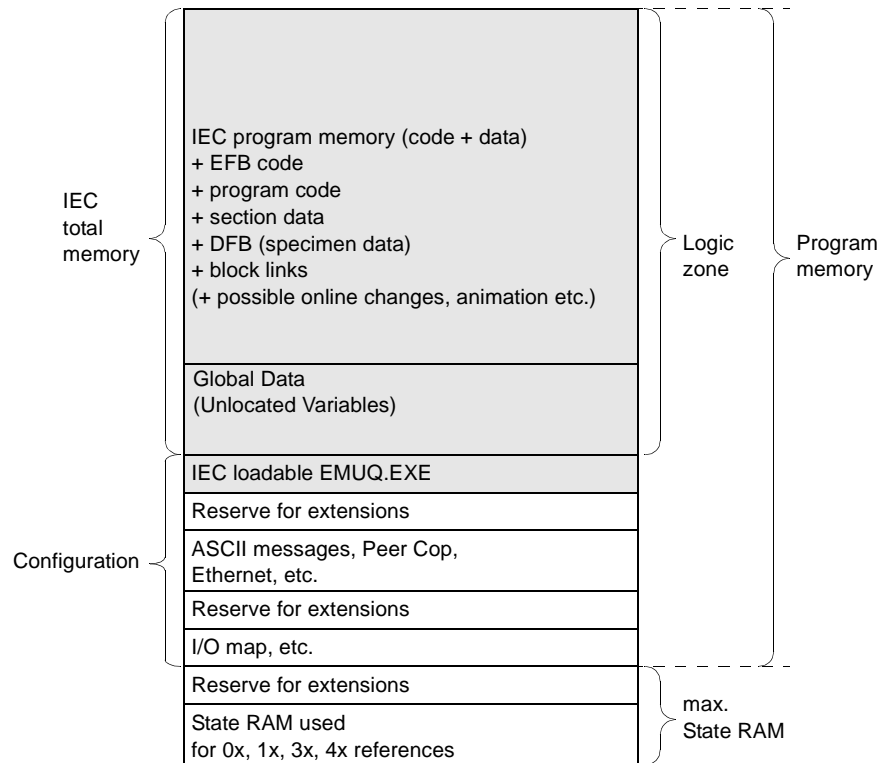 IEC program memory (code + data)
+ EFB code
+ program code
+ section data
+ DFB (specimen data)
+ block links
(+ possible online changes, animation etc.)
IEC
total
memory
Logic
zone
Program
memory
Global Data
(Unlocated Variables)
IEC loadable EMUQ.EXE
Reserve for extensions
Configuration
ASCII messages, Peer Cop,
Ethernet, etc.
Reserve for extensions
I/O map, etc.
Reserve for extensions
State RAM used
for 0x, 1x, 3x, 4x references
max.
State RAM